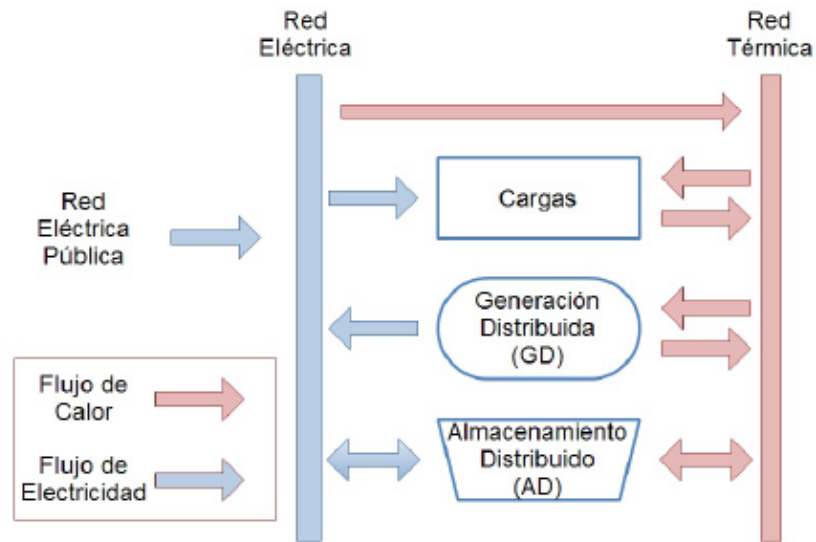 Red
Eléctrica
Red
Térmica
Red
Eléctrica
Pública
Cargas
Generación
Distribuida
(GD)
Almacenamiento
Distribuido
(AD)
Flujo de
Calor
Flujo de
Electricidad